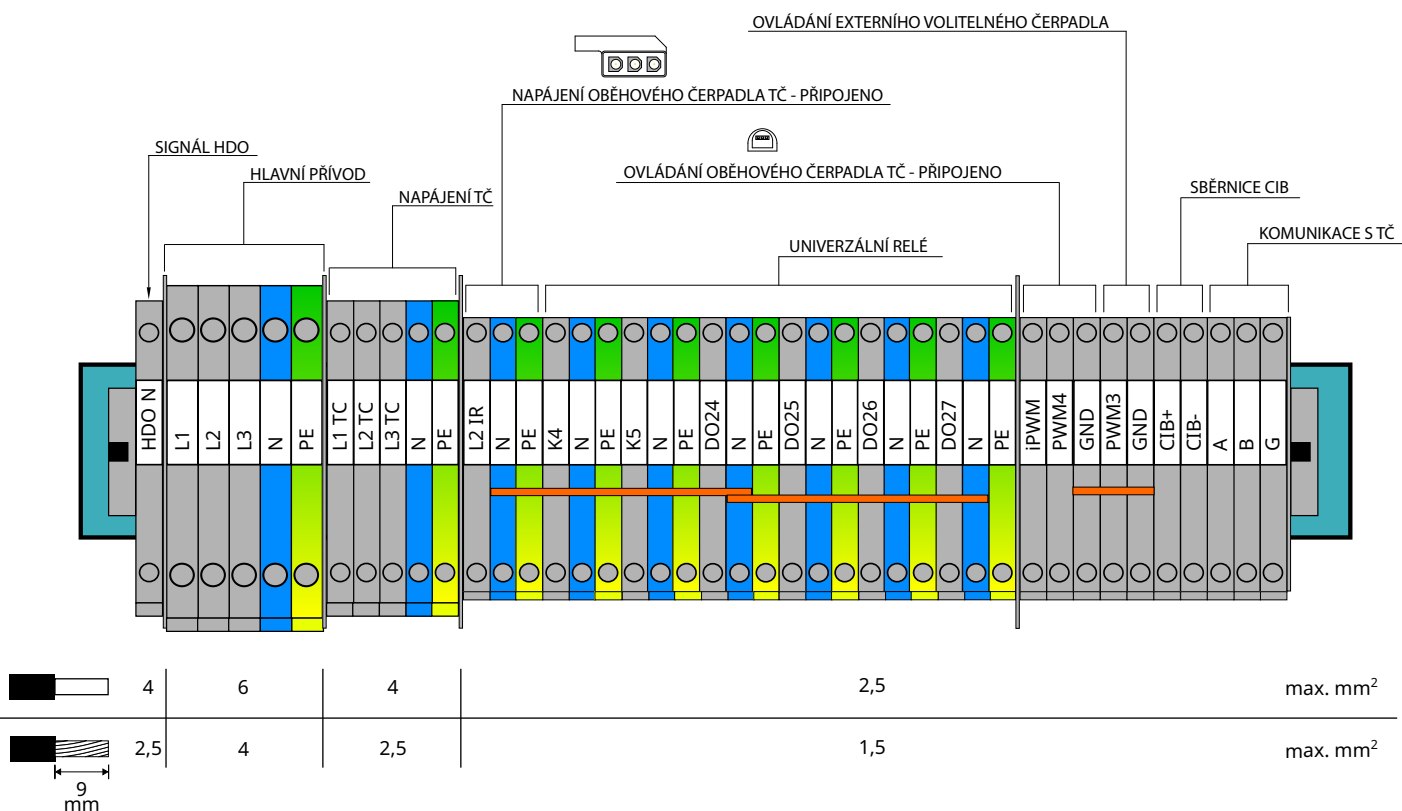 OVLÁDÁNÍ EXTERNÍHO VOLITELNÉHO ČERPADLA
NAPÁJENÍ OBĚHOVÉHO ČERPADLA TČ - PŘIPOJENO
SIGNÁL HDO
HLAVNÍ PŘÍVOD
OVLÁDÁNÍ OBĚHOVÉHO ČERPADLA TČ - PŘIPOJENO
NAPÁJENÍ TČ
SBĚRNICE CIB
UNIVERZÁLNÍ RELÉ
KOMUNIKACE S TČ
HDO N
L1
L2
L3
N
PE
L1 TC
L2 TC
L3 TC
N
PE
L2 IR
N
PE
K4
N
PE
K5
N
PE
DO24
N
PE
DO25
N
PE
DO26
N
PE
DO27
N
PE
iPWM
PWM4
GND
PWM3
GND
CIB+
CIB-
A
B
G
4 6 4 2,5 max. mm²
2,5 4 2,5 1,5 max. mm²
9
mm